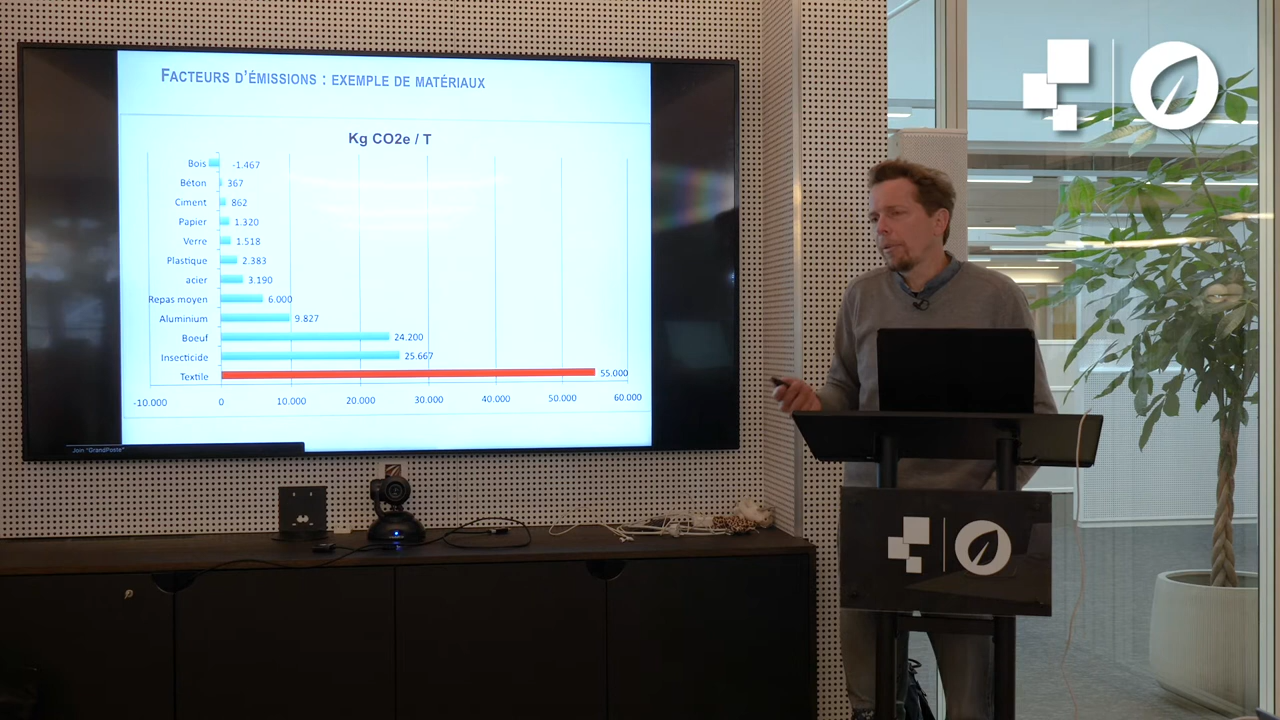 FACTEURS D'ÉMISSIONS : EXEMPLE DE MATÉRIAUX
Kg CO2e / T
Bois -1.467
Béton 367
Ciment 862
Papier 1.320
Verre 1.518
Plastique 2.383
acier 3.190
Repas moyen 6.000
Aluminium 9.827
Boeuf 24.200
Insecticide 25.667
Textile 55.000
-10.000 0 10.000 20.000 30.000 40.000 50.000 60.000
Join "GrandPoste"